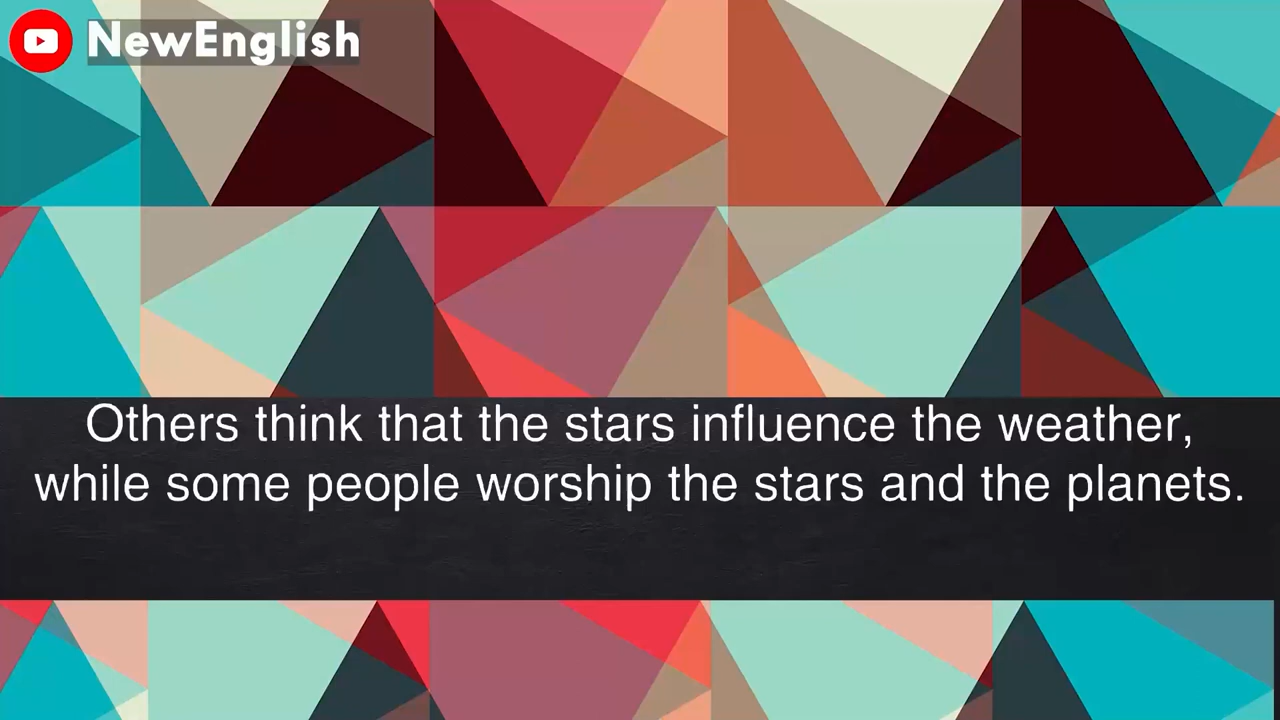 NewEnglish
Others think that the stars influence the weather,
while some people worship the stars and the planets.